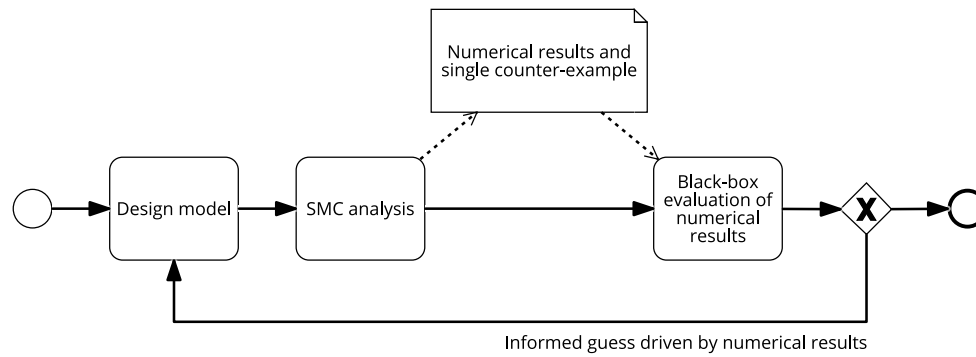 Numerical results and
single counter-example
Design model
SMC analysis
Black-box
evaluation of
numerical
results
X
Informed guess driven by numerical results